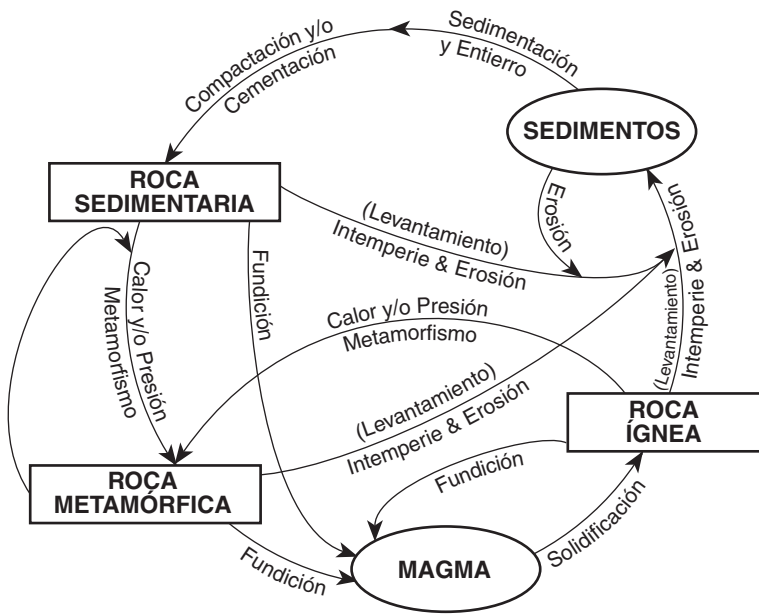 Sedimentación
y Entierro
Compactación y/o
Cementación
SEDIMENTOS
ROCA
SEDIMENTARIA
Erosión
(Levantamiento)
Intemperie & Erosión
(Levantamiento)
Intemperie & Erosión
Fundición
Calor y/o Presión
Metamorfismo
Calor y/o Presión
Metamorfismo
(Levantamiento)
Intemperie & Erosión
ROCA
ÍGNEA
ROCA
METAMÓRFICA
Fundición
Solidificación
Fundición
MAGMA